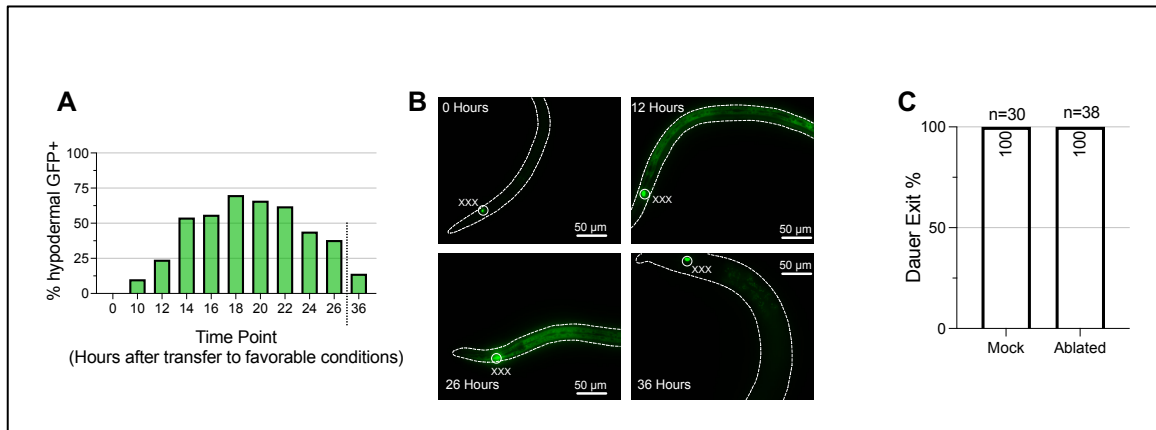 A
% hypodermal GFP+
100
75
50
25
0
0 10 12 14 16 18 20 22 24 26 36
Time Point
(Hours after transfer to favorable conditions)
B
0 Hours
XXX
50 µm
12 Hours
XXX
50 µm
26 Hours
XXX
50 µm
36 Hours
XXX
50 µm
C
n=30 n=38
Dauer Exit %
100
50
0
100 100
Mock Ablated